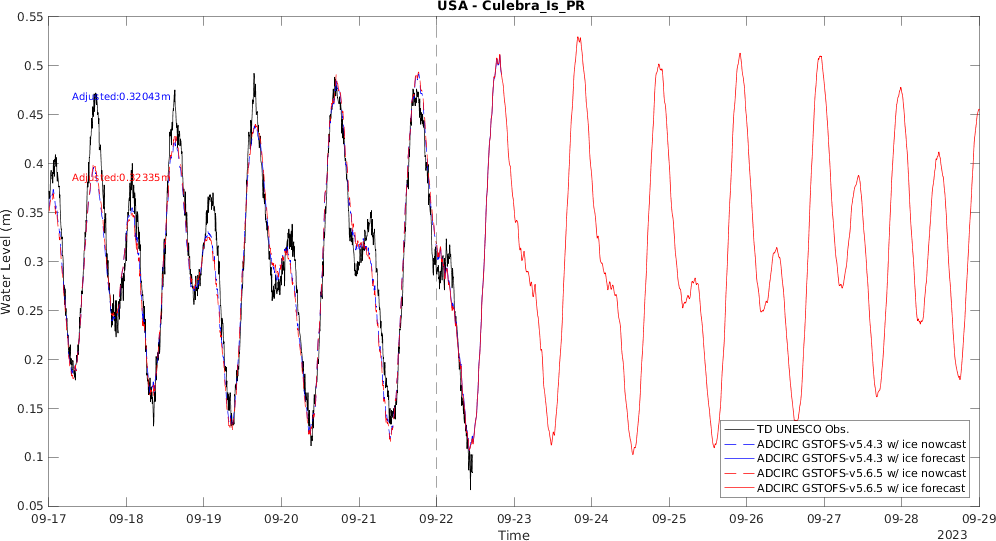 USA - Culebra_Is_PR
0.55
0.5
0.45
0.4
0.35
0.3
0.25
0.2
0.15
0.1
0.05
Water Level (m)
Adjusted:0.32043m
Adjusted:0.32335m
TD UNESCO Obs.
ADCIRC GSTOFS-v5.4.3 w/ ice nowcast
ADCIRC GSTOFS-v5.4.3 w/ ice forecast
ADCIRC GSTOFS-v5.6.5 w/ ice nowcast
ADCIRC GSTOFS-v5.6.5 w/ ice forecast
09-17 09-18 09-19 09-20 09-21 09-22 09-23 09-24 09-25 09-26 09-27 09-28 09-29
Time
2023